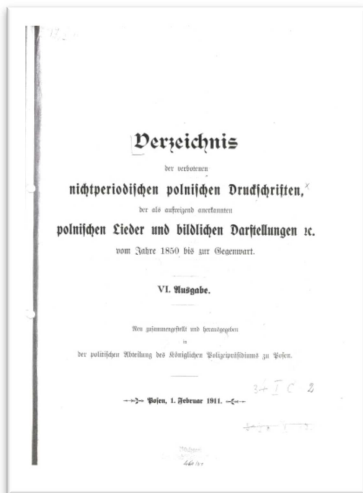 Verzeichnis
der verbotenen
nichtperiodischen polnischen Druckschriften,
der als aufreizend anerkannten
polnischen Lieder und bildlichen Darstellungen ꝛc.
vom Jahre 1850 bis zur Gegenwart.
VI. Ausgabe.
Neu zusammengestellt und herausgegeben
in
der politischen Abteilung des Königlichen Polizeipräsidiums zu Posen.
Posen, 1. Februar 1911.
I C 2